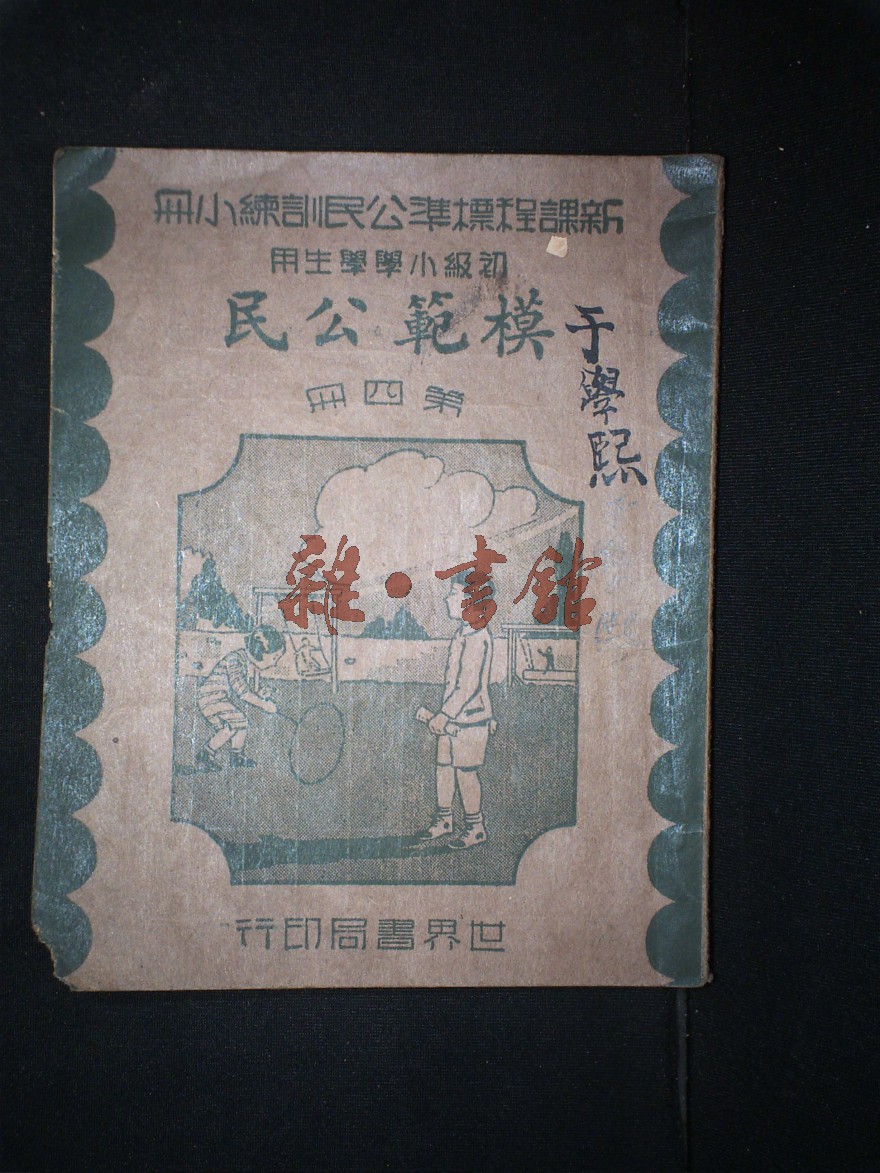 新課程標準公民訓練小冊
初級小學學生用
模範公民
第四冊
于學熙
雜·書館
世界書局印行